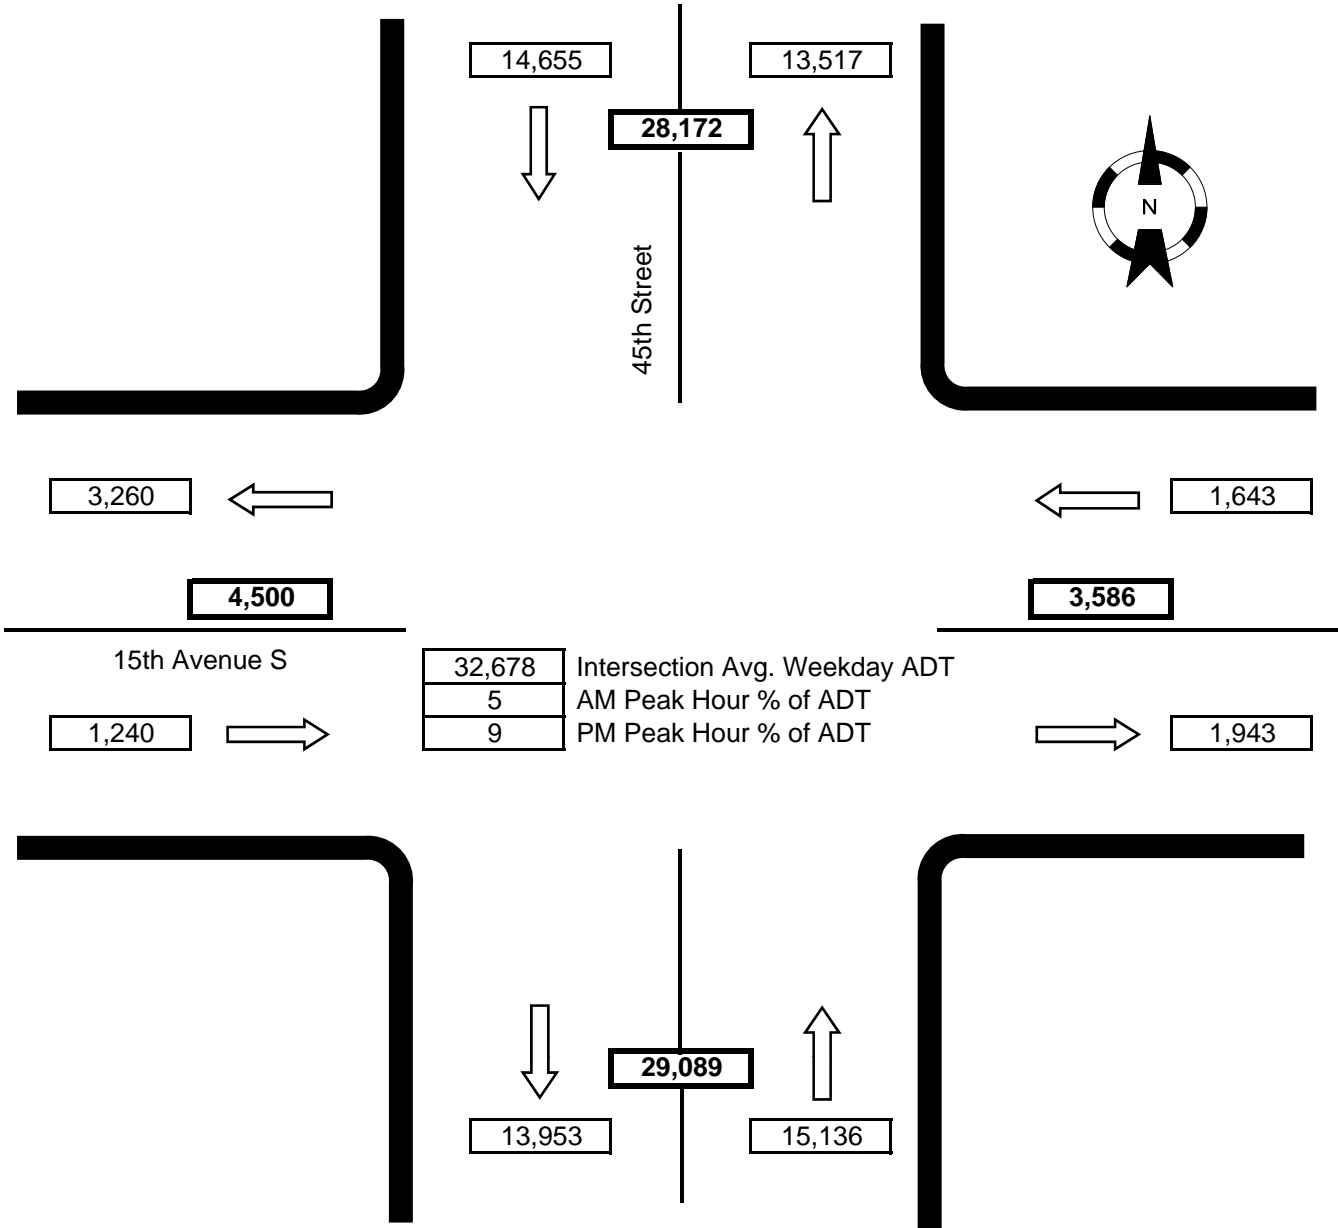 14,655
13,517
28,172
N
45th Street
3,260
1,643
4,500
3,586
15th Avenue S
32,678 Intersection Avg. Weekday ADT
5 AM Peak Hour % of ADT
9 PM Peak Hour % of ADT
1,240
1,943
29,089
13,953
15,136